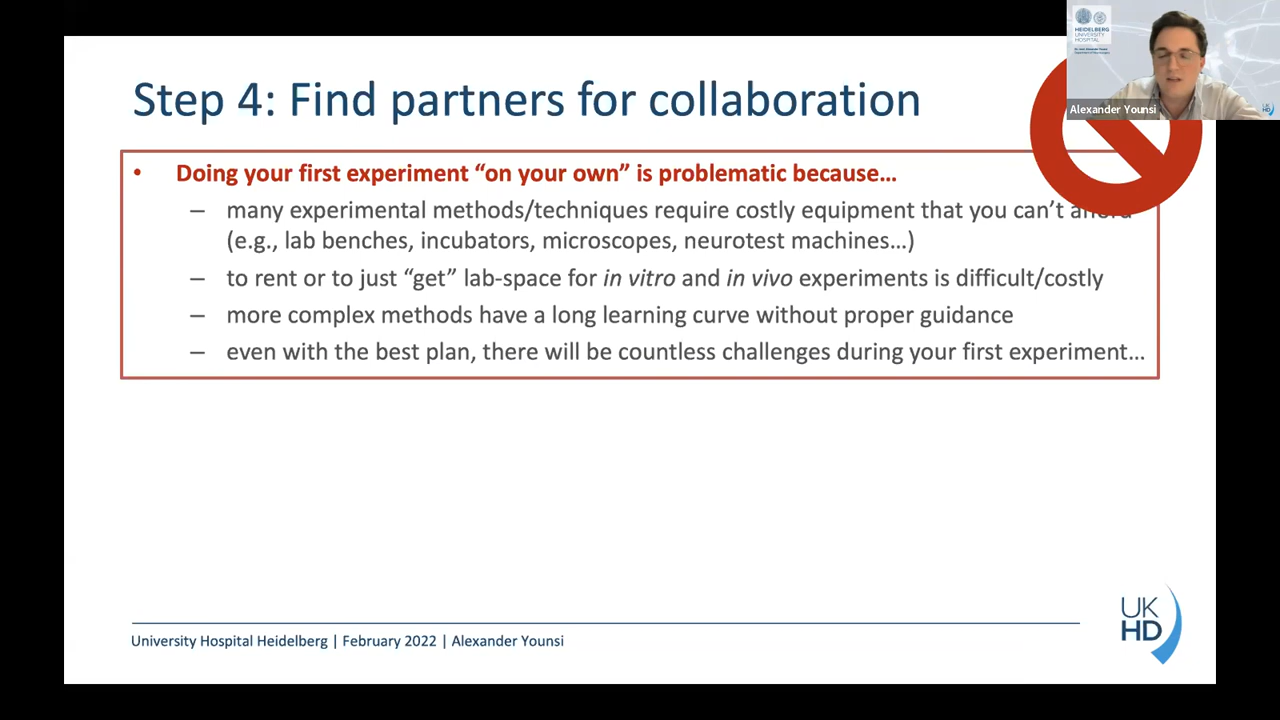 HEIDELBERG
UNIVERSITY
HOSPITAL
Alexander Younsi
Step 4: Find partners for collaboration
• Doing your first experiment “on your own” is problematic because…
– many experimental methods/techniques require costly equipment that you can’t afford
(e.g., lab benches, incubators, microscopes, neurotest machines…)
– to rent or to just “get” lab-space for in vitro and in vivo experiments is difficult/costly
– more complex methods have a long learning curve without proper guidance
– even with the best plan, there will be countless challenges during your first experiment…
University Hospital Heidelberg | February 2022 | Alexander Younsi
UK
HD